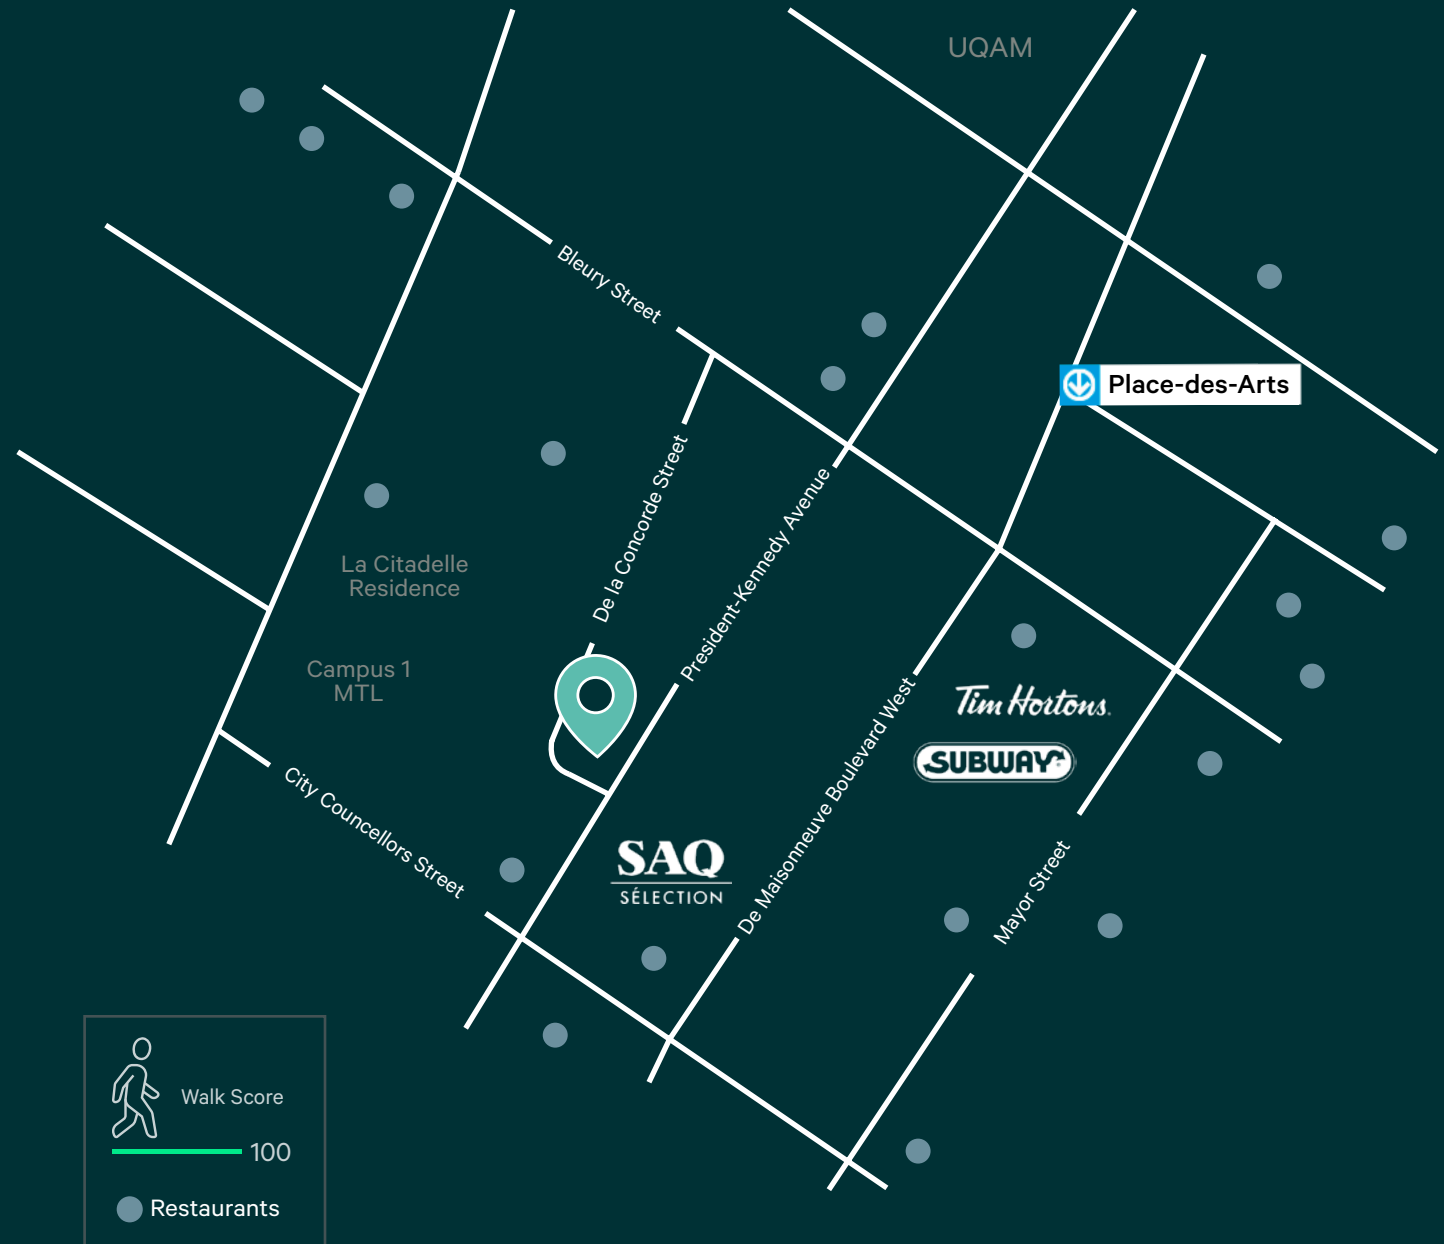 UQAM
Bleury Street
Place-des-Arts
De la Concorde Street
President-Kennedy Avenue
La Citadelle
Residence
Campus 1
MTL
De Maisonneuve Boulevard West
Tim Hortons.
SUBWAY
City Councellors Street
SAQ
SÉLECTION
Mayor Street
Walk Score
100
Restaurants